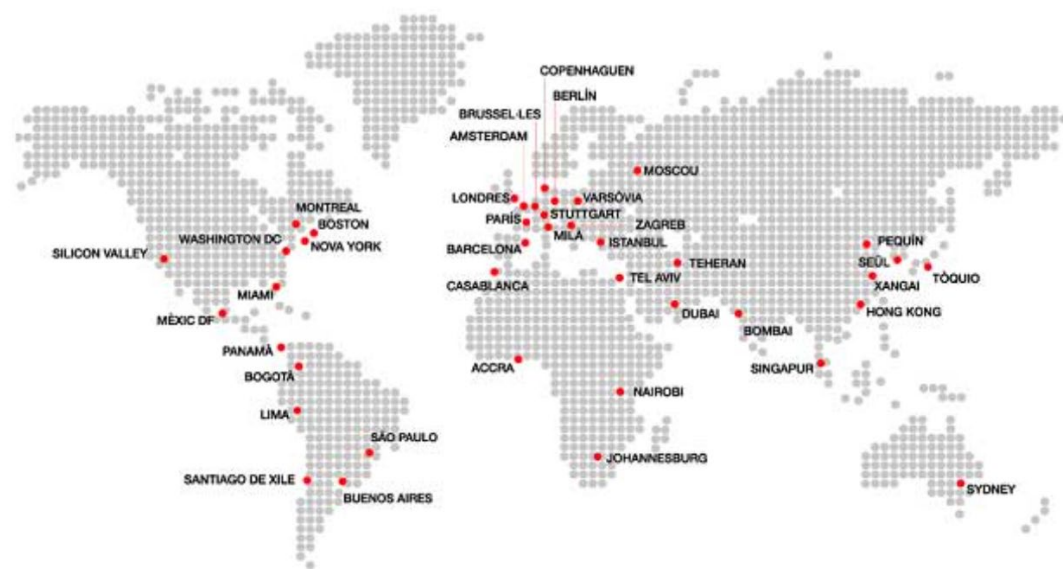 COPENHAGUEN
BERLÍN
BRUSSEL·LES
AMSTERDAM
MOSCOU
LONDRES
VARSÒVIA
MONTREAL
PARÍS
STUTTGART
BOSTON
ZAGREB
MILÀ
WASHINGTON DC
NOVA YORK
BARCELONA
ISTANBUL
PEQUÍN
SILICON VALLEY
TEHERAN
SEÜL
TÒQUIO
CASABLANCA
TEL AVIV
XANGAI
MIAMI
MÈXIC DF
DUBAI
BOMBAI
HONG KONG
PANAMÀ
ACCRA
SINGAPUR
BOGOTÀ
NAIROBI
LIMA
SÃO PAULO
JOHANNESBURG
SANTIAGO DE XILE
BUENOS AIRES
SYDNEY